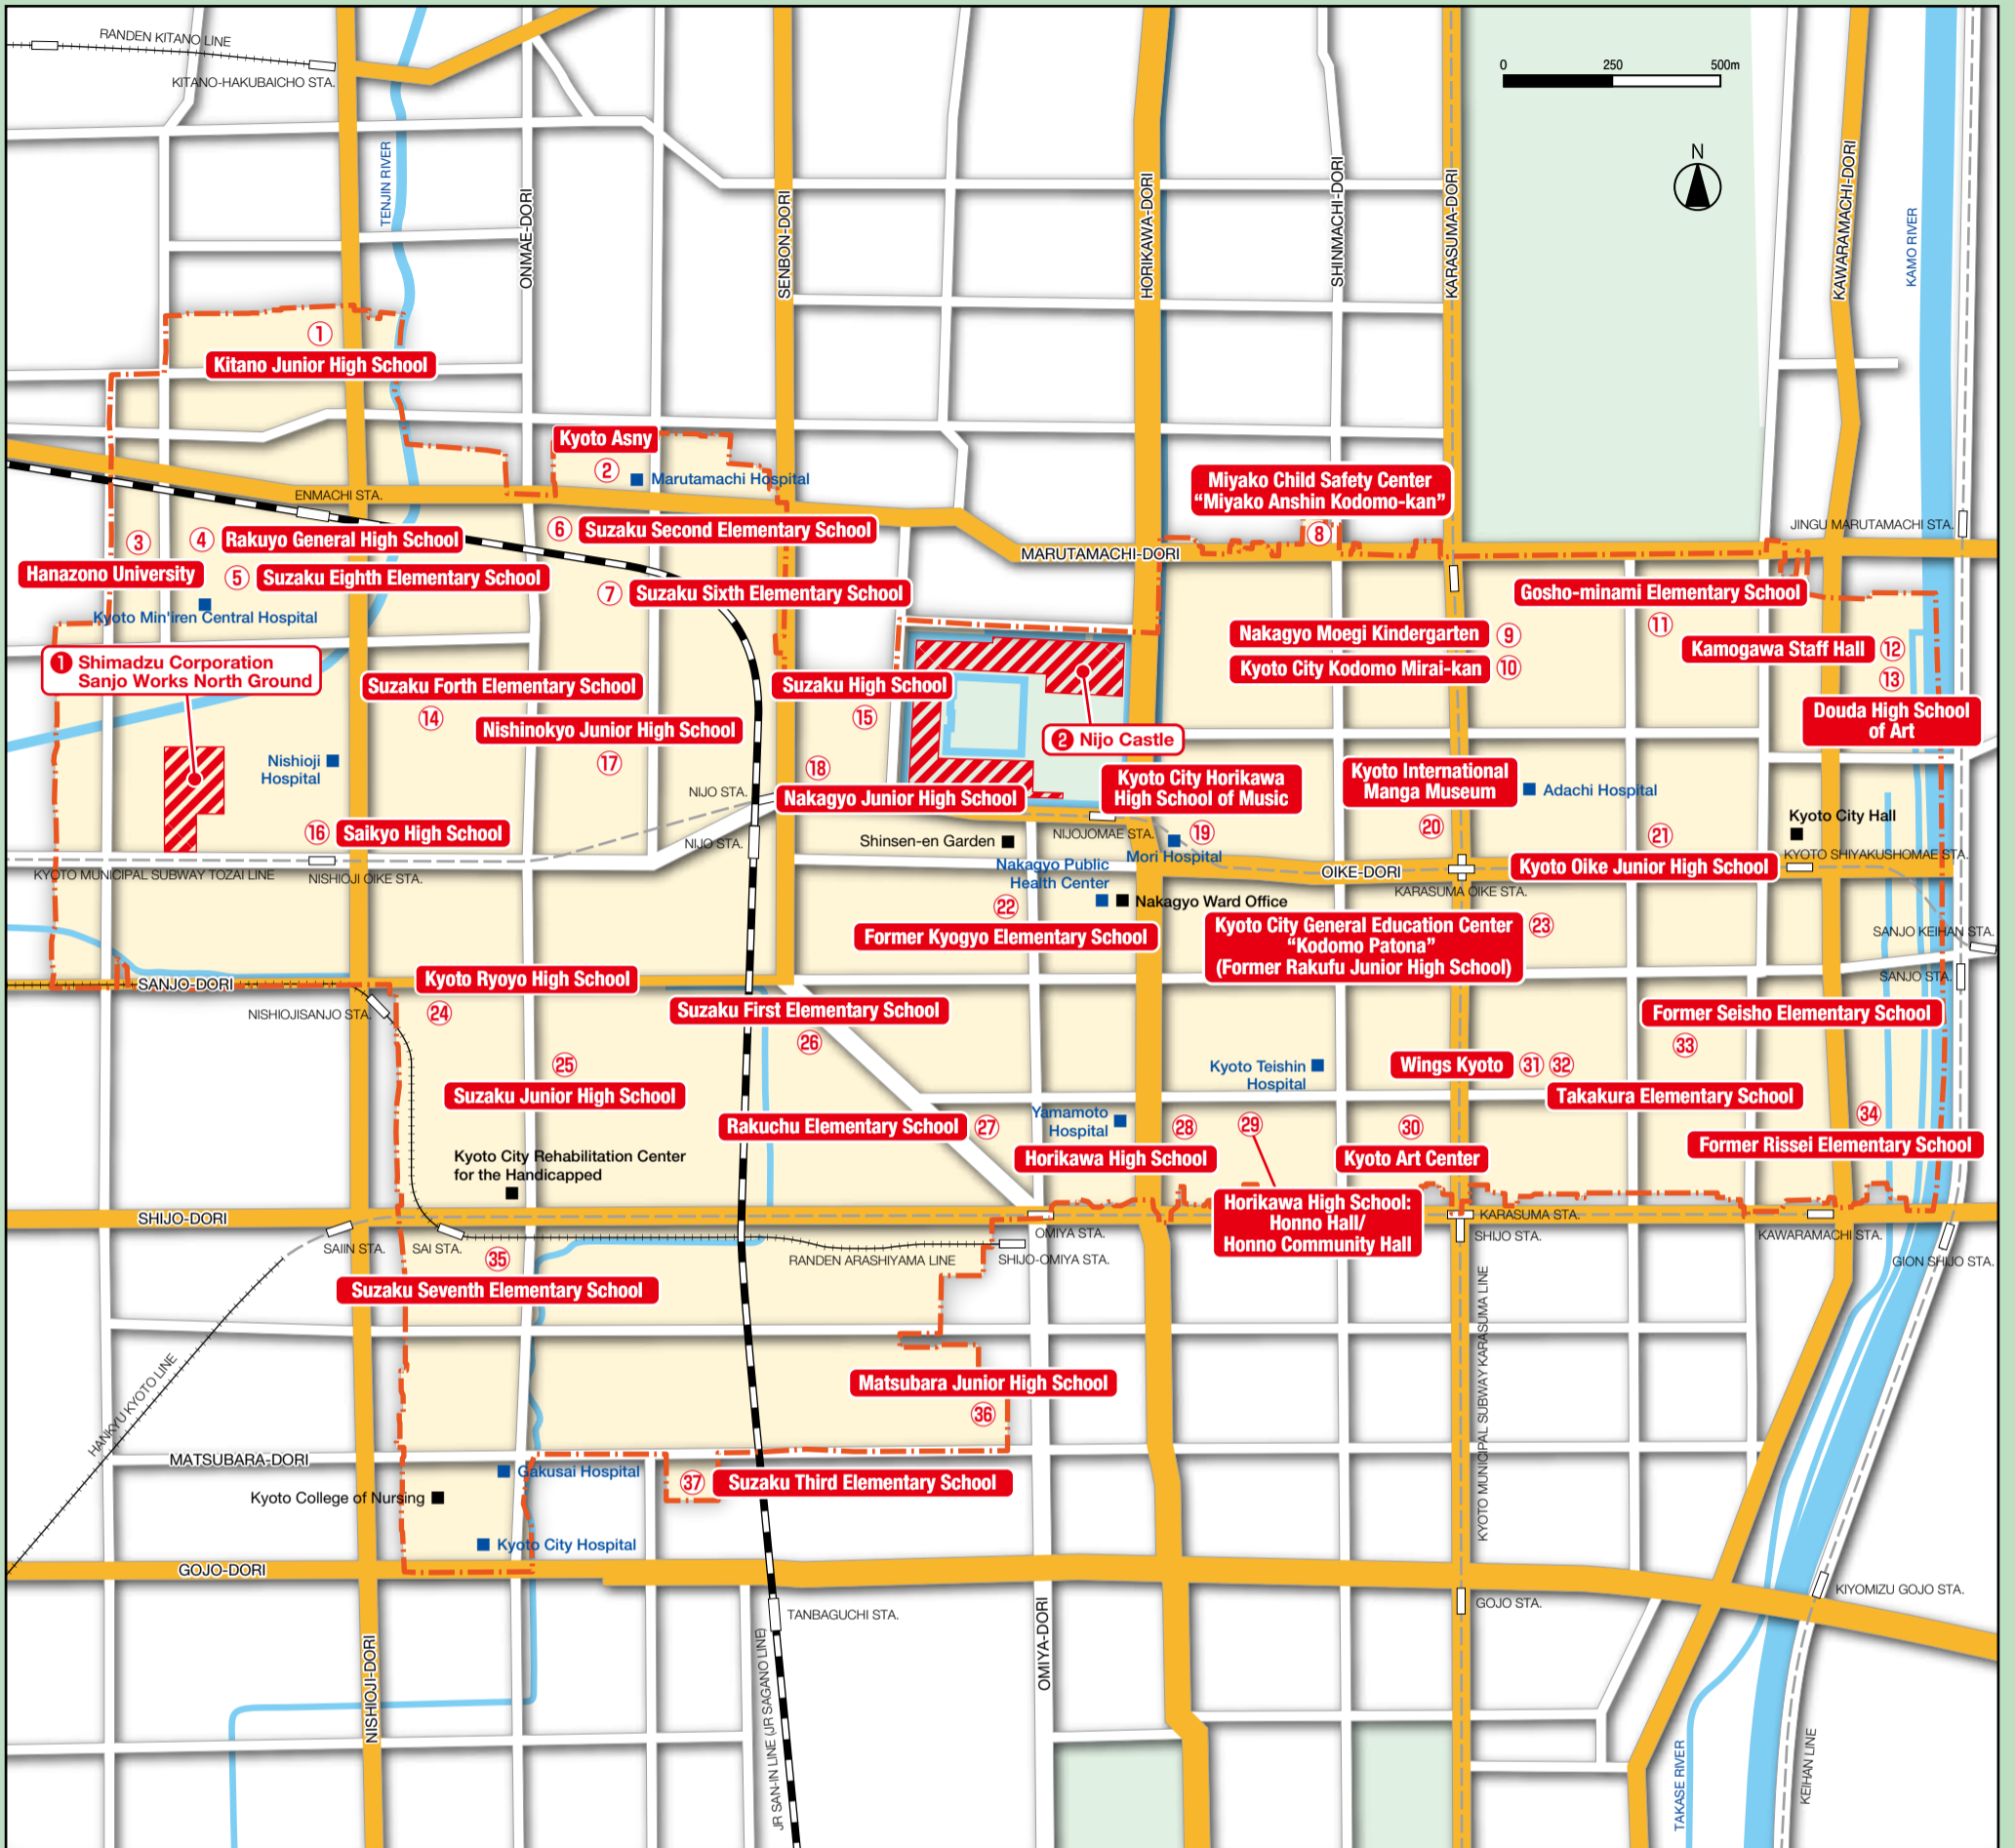 RANDEN KITANO LINE
KITANO-HAKUBAICHO STA.
0 250 500m
N
TENJIN RIVER
ONMAE-DORI
SENBON-DORI
HORIKAWA-DORI
SHINMACHI-DORI
KARASUMA-DORI
KAWARAMACHI-DORI
KAMO RIVER
1
Kitano Junior High School
Kyoto Asny
2
Marutamachi Hospital
Miyako Child Safety Center
“Miyako Anshin Kodomo-kan”
8
ENMACHI STA.
JINGU MARUTAMACHI STA.
3
4
Rakuyo General High School
6
Suzaku Second Elementary School
MARUTAMACHI-DORI
Hanazono University
5
Suzaku Eighth Elementary School
7
Suzaku Sixth Elementary School
Gosho-minami Elementary School
11
Kyoto Min'iren Central Hospital
Nakagyo Moegi Kindergarten
9
Kamogawa Staff Hall
12
1 Shimadzu Corporation
Sanjo Works North Ground
Kyoto City Kodomo Mirai-kan
10
13
Suzaku Forth Elementary School
14
Suzaku High School
15
Douda High School
of Art
Nishinokyo Junior High School
17
2 Nijo Castle
Nishioji
Hospital
18
Nakagyo Junior High School
Kyoto City Horikawa
High School of Music
19
Kyoto International
Manga Museum
20
Adachi Hospital
NIJO STA.
Kyoto City Hall
16
Saikyo High School
NIJO STA.
Shinsen-en Garden
NIJOJOMAE STA.
21
Mori Hospital
KYOTO SHIYAKUSHOMAE STA.
KYOTO MUNICIPAL SUBWAY TOZAI LINE
NISHIOJI OIKE STA.
Nakagyo Public
Health Center
OIKE-DORI
Kyoto Oike Junior High School
KARASUMA OIKE STA.
Nakagyo Ward Office
22
Former Kyogyo Elementary School
Kyoto City General Education Center
“Kodomo Patona”
(Former Rakufu Junior High School)
23
SANJO KEIHAN STA.
SANJO STA.
SANJO-DORI
Kyoto Ryoyo High School
24
NISHIOJISANJO STA.
Suzaku First Elementary School
26
Former Seisho Elementary School
33
25
Suzaku Junior High School
Kyoto Teishin
Hospital
Wings Kyoto
31
32
Takakura Elementary School
Rakuchu Elementary School
27
Yamamoto
Hospital
28
29
30
34
Horikawa High School
Kyoto Art Center
Former Rissei Elementary School
Kyoto City Rehabilitation Center
for the Handicapped
Horikawa High School:
Honno Hall/
Honno Community Hall
SHIJO-DORI
KARASUMA STA.
SAIIN STA.
SAI STA.
OMIYA STA.
SHIJO STA.
KAWARAMACHI STA.
RANDEN ARASHIYAMA LINE
SHIJO-OMIYA STA.
GION SHIJO STA.
35
Suzaku Seventh Elementary School
HANKYU KYOTO LINE
KYOTO MUNICIPAL SUBWAY KARASUMA LINE
Matsubara Junior High School
36
MATSUBARA-DORI
Gakusai Hospital
37
Suzaku Third Elementary School
Kyoto College of Nursing
Kyoto City Hospital
GOJO-DORI
KIYOMIZU GOJO STA.
GOJO STA.
TANBAGUCHI STA.
NISHIOJI-DORI
JR SAN-IN LINE (JR SAGANO LINE)
OMIYA-DORI
TAKASE RIVER
KEIHAN LINE